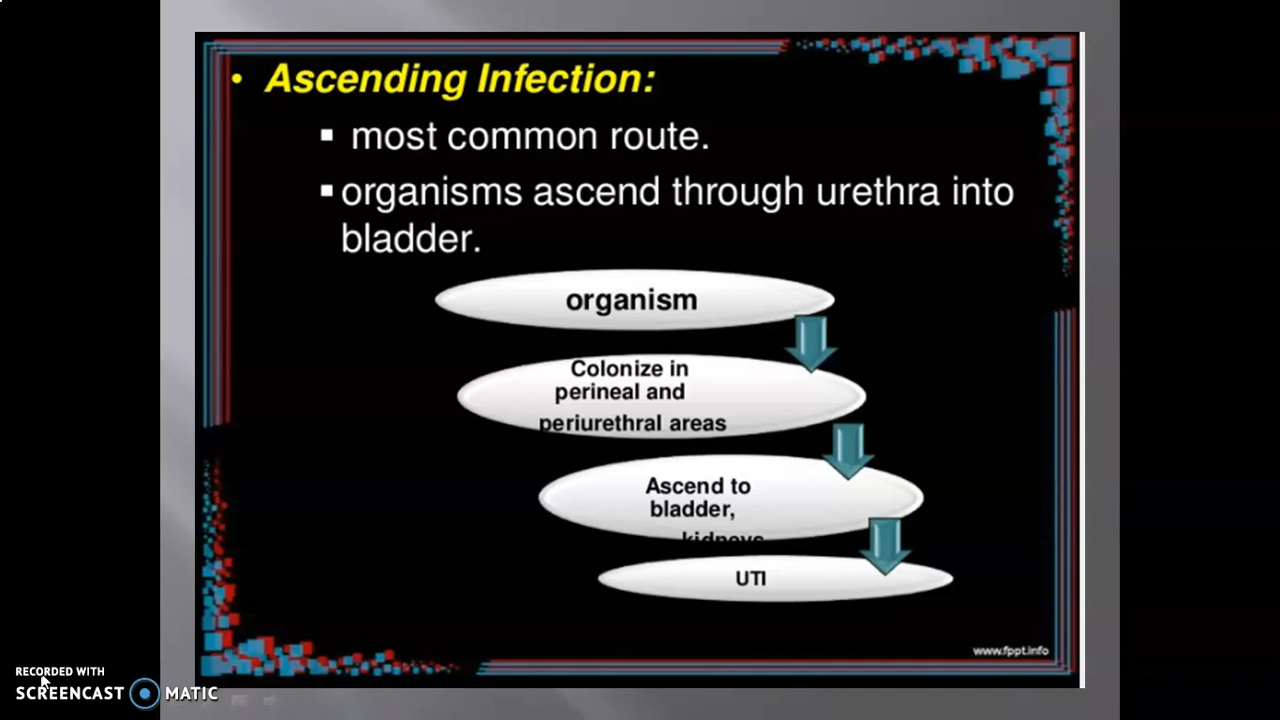 • Ascending Infection:
▪ most common route.
▪ organisms ascend through urethra into
bladder.
organism
Colonize in
perineal and
periurethral areas
Ascend to
bladder,
kidneys
UTI
www.fppt.info
RECORDED WITH
SCREENCAST MATIC